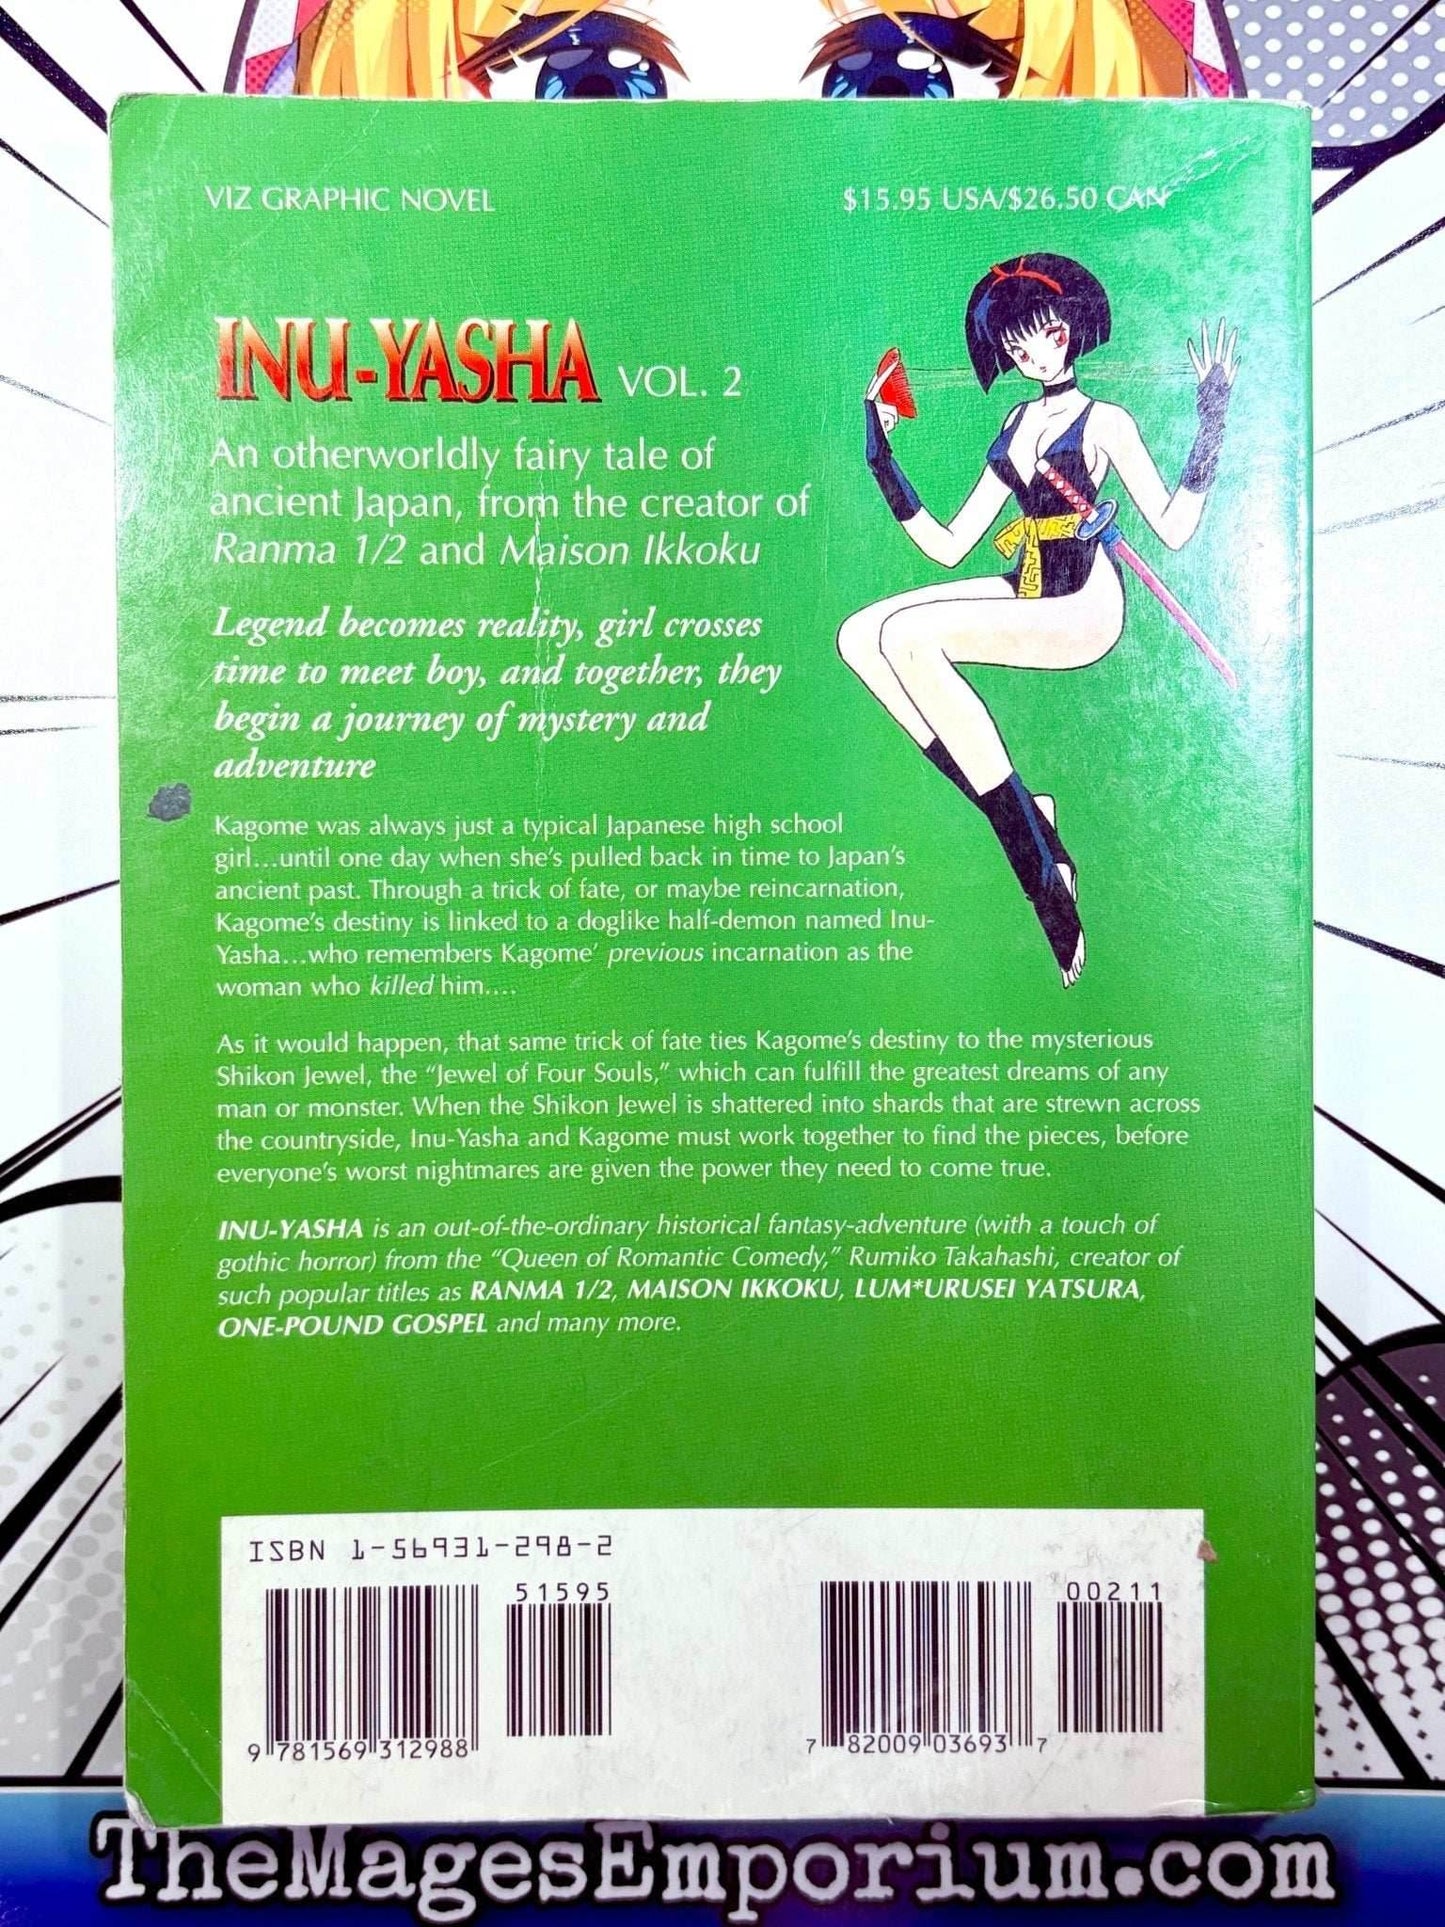 VIZ GRAPHIC NOVEL
$15.95 USA/$26.50 CAN
INU-YASHA VOL. 2
An otherworldly fairy tale of
ancient Japan, from the creator of
Ranma 1/2 and Maison Ikkoku
Legend becomes reality, girl crosses
time to meet boy, and together, they
begin a journey of mystery and
adventure
Kagome was always just a typical Japanese high school
girl...until one day when she's pulled back in time to Japan's
ancient past. Through a trick of fate, or maybe reincarnation,
Kagome's destiny is linked to a doglike half-demon named Inu-
Yasha...who remembers Kagome' previous incarnation as the
woman who killed him....
As it would happen, that same trick of fate ties Kagome's destiny to the mysterious
Shikon Jewel, the “Jewel of Four Souls,” which can fulfill the greatest dreams of any
man or monster. When the Shikon Jewel is shattered into shards that are strewn across
the countryside, Inu-Yasha and Kagome must work together to find the pieces, before
everyone's worst nightmares are given the power they need to come true.
INU-YASHA is an out-of-the-ordinary historical fantasy-adventure (with a touch of
gothic horror) from the “Queen of Romantic Comedy,” Rumiko Takahashi, creator of
such popular titles as RANMA 1/2, MAISON IKKOKU, LUM*URUSEI YATSURA,
ONE-POUND GOSPEL and many more.
ISBN 1-56931-298-2
51595
9 781569 312988
00211
7 82009 03693 7
TheMagesEmporium.com